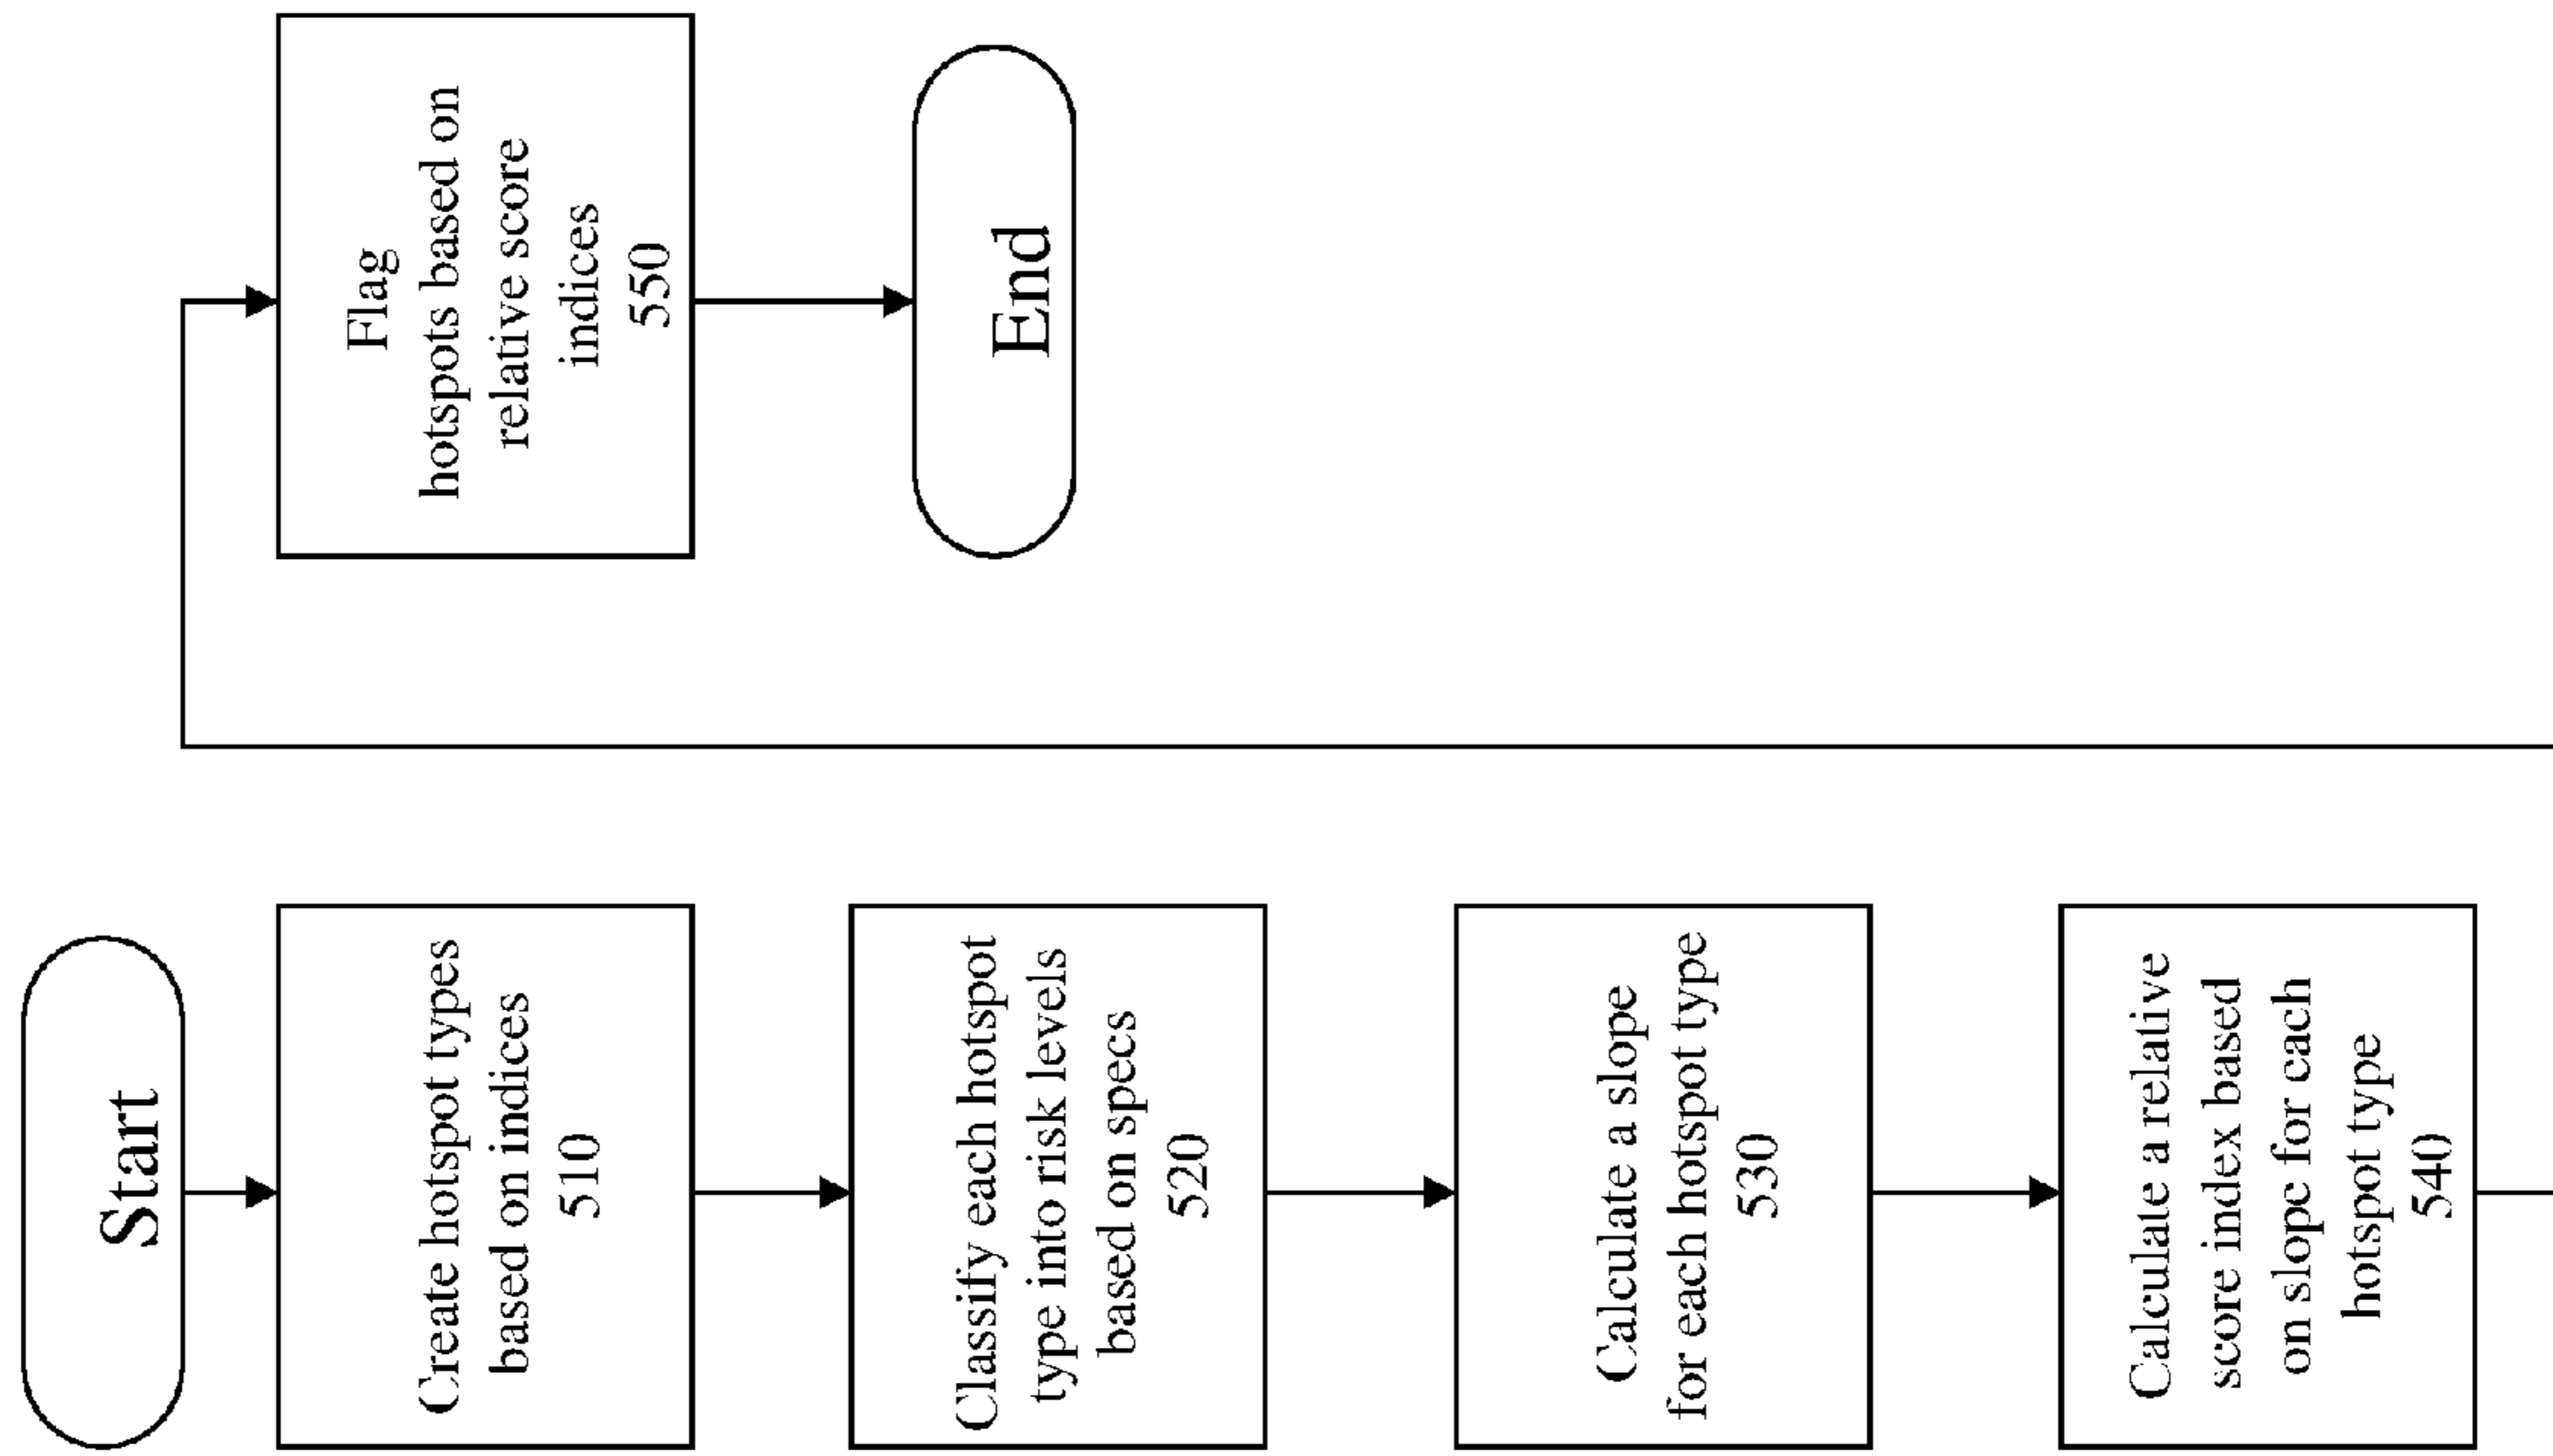 Start
Create hotspot types
based on indices
510
Classify each hotspot
type into risk levels
based on specs
520
Calculate a slope
for each hotspot type
530
Calculate a relative
score index based
on slope for each
hotspot type
540
Flag
hotspots based on
relative score
indices
550
End